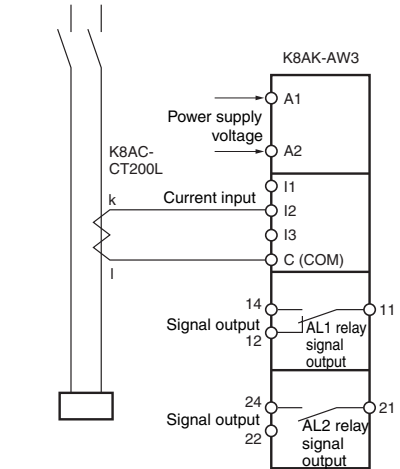 K8AK-AW3
A1
Power supply
voltage
A2
K8AC-
CT200L
I1
k
Current input
I2
I3
C (COM)
l
14
11
Signal output
AL1 relay
signal
output
12
24
21
Signal output
AL2 relay
signal
output
22